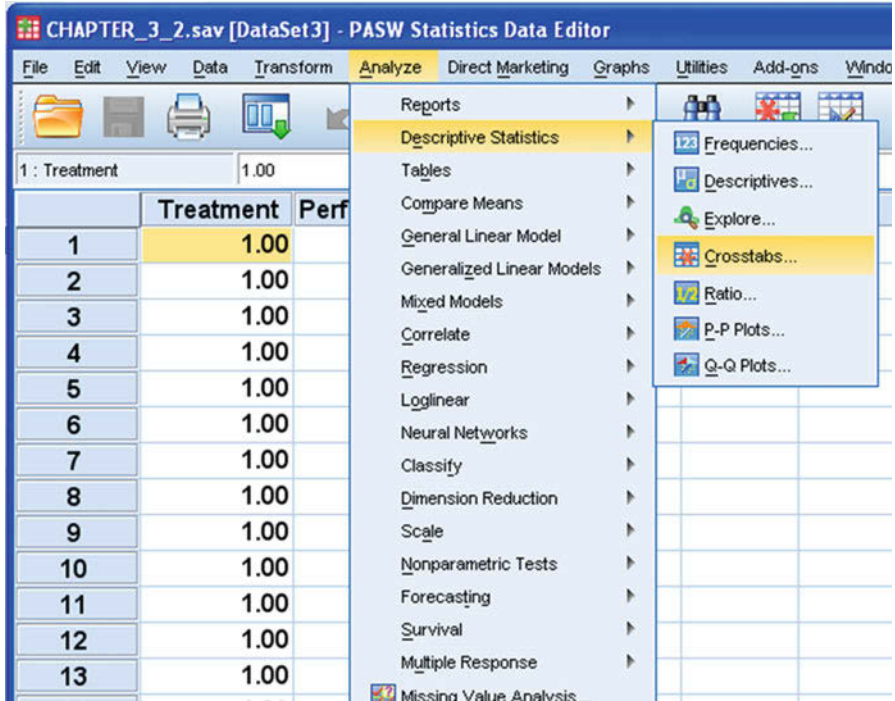 CHAPTER_3_2.sav [DataSet3] - PASW Statistics Data Editor
File Edit View Data Transform Analyze Direct Marketing Graphs Utilities Add-ons
1 : Treatment 1.00
Treatment Perf
1 1.00
2 1.00
3 1.00
4 1.00
5 1.00
6 1.00
7 1.00
8 1.00
9 1.00
10 1.00
11 1.00
12 1.00
13 1.00
Reports
Descriptive Statistics
Tables
Compare Means
General Linear Model
Generalized Linear Models
Mixed Models
Correlate
Regression
Loglinear
Neural Networks
Classify
Dimension Reduction
Scale
Nonparametric Tests
Forecasting
Survival
Multiple Response
Missing Value Analysis
123 Frequencies...
Descriptives...
Explore...
Crosstabs...
1/2 Ratio...
P-P Plots...
Q-Q Plots...